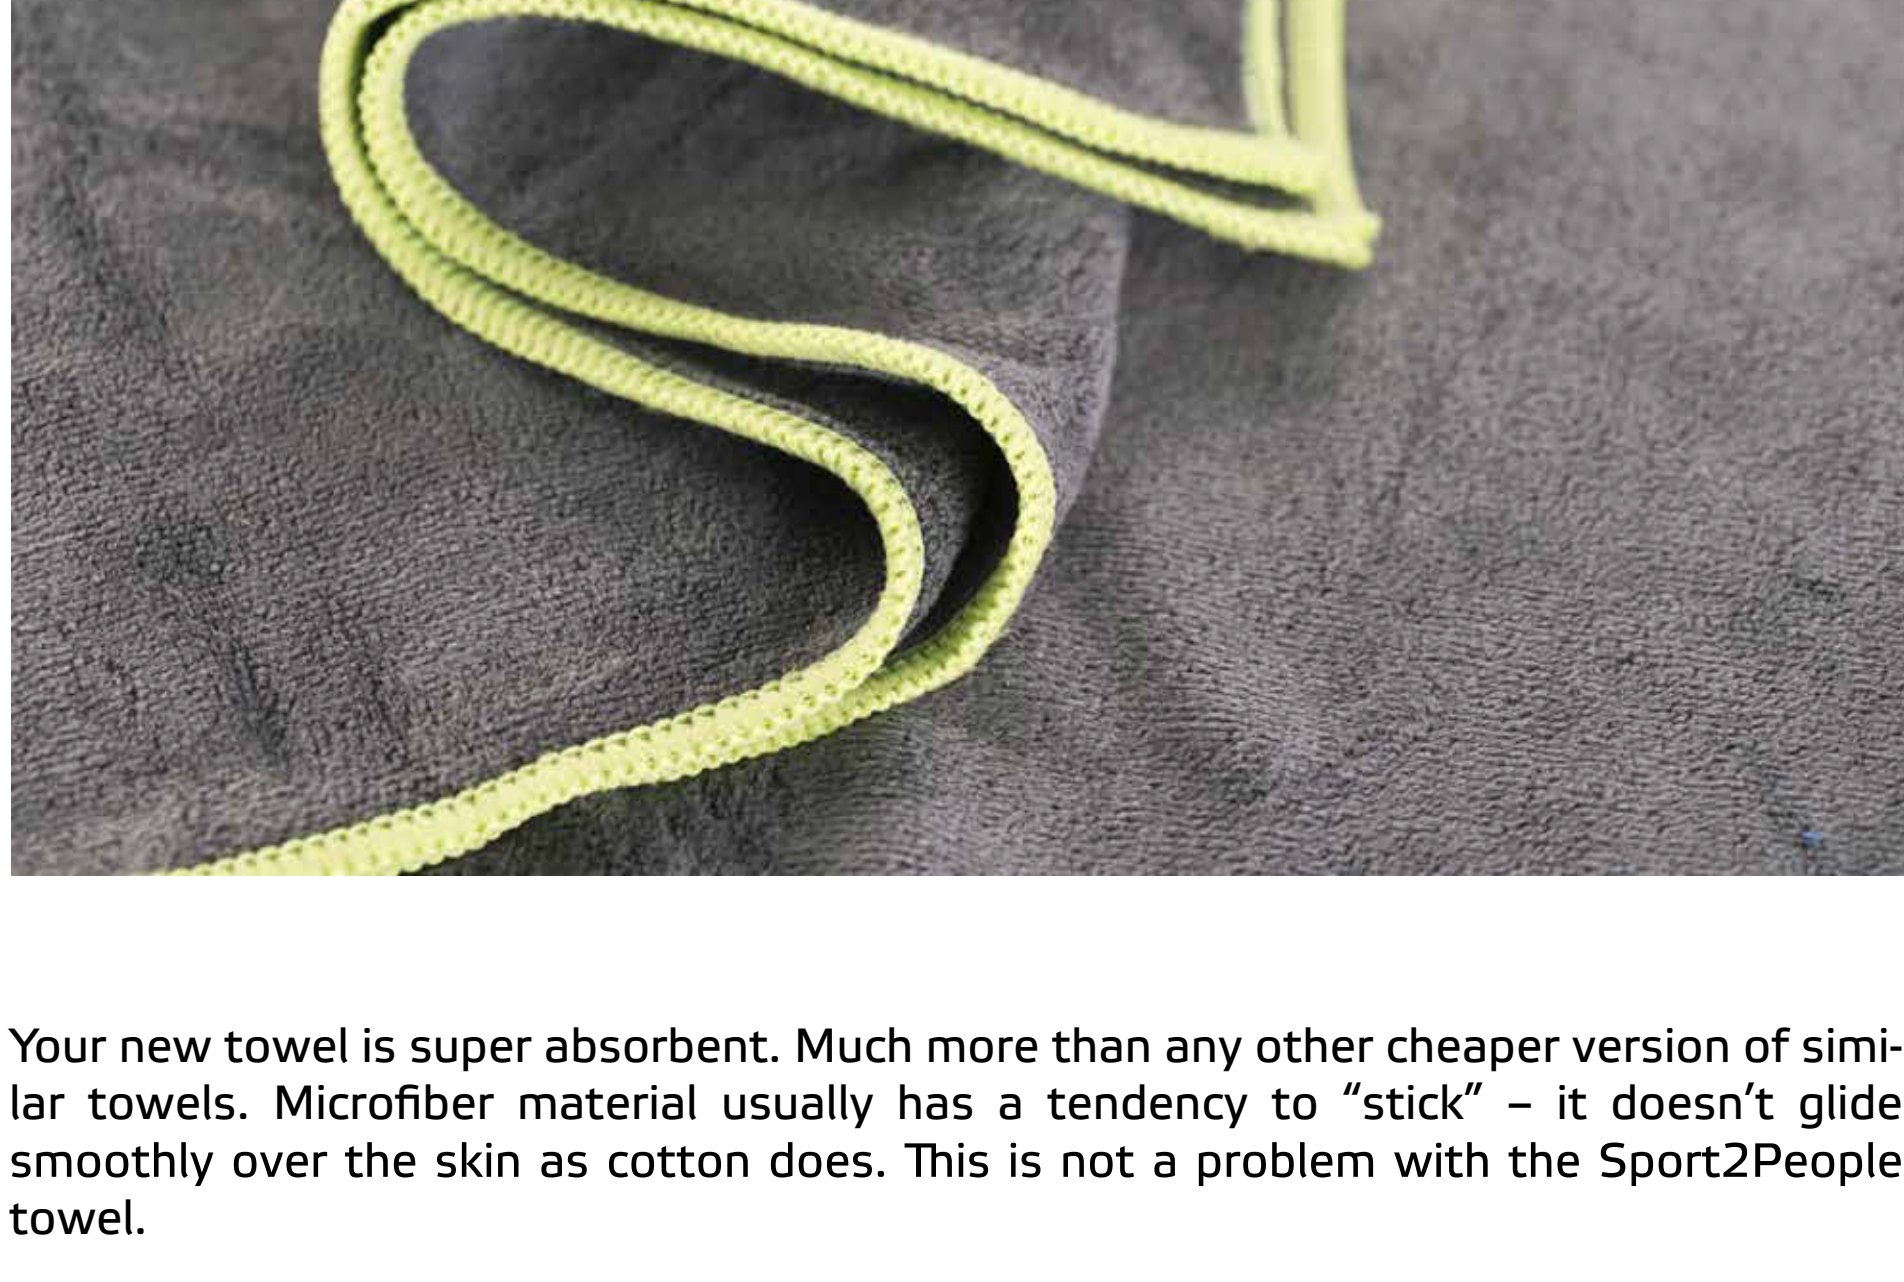 Your new towel is super absorbent. Much more than any other cheaper version of simi-
lar towels. Microfiber material usually has a tendency to “stick” – it doesn’t glide
smoothly over the skin as cotton does. This is not a problem with the Sport2People
towel.